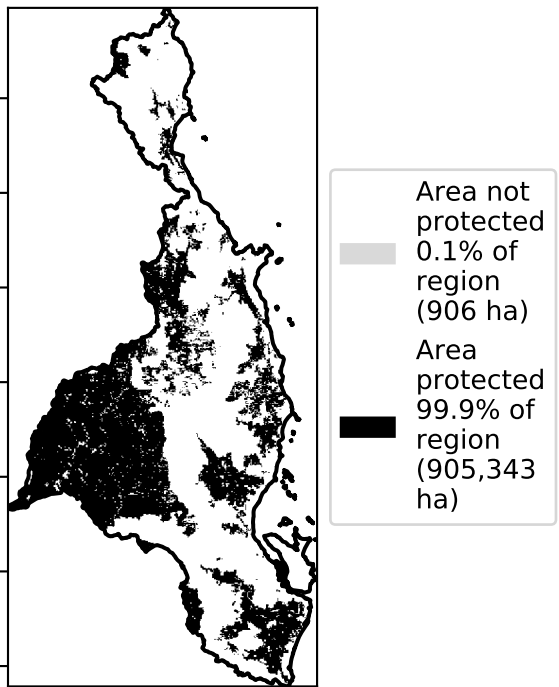 Area not
protected
0.1% of
region
(906 ha)
Area
protected
99.9% of
region
(905,343
ha)